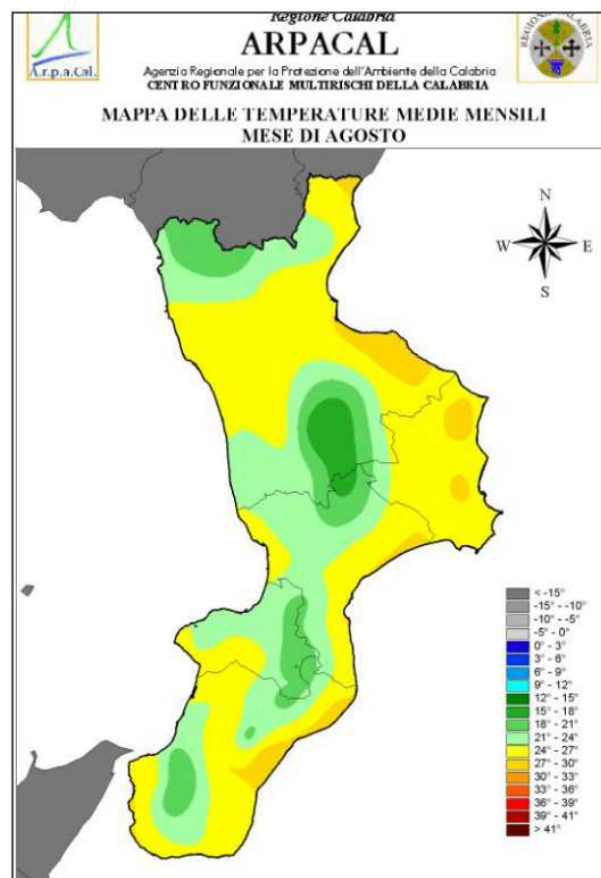 Regione Calabria
A.r.p.a.Cal.
ARPACAL
REGIONE CALABRIA
Agenzia Regionale per la Protezione dell'Ambiente della Calabria
CENTRO FUNZIONALE MULTIRISCHI DELLA CALABRIA
MAPPA DELLE TEMPERATURE MEDIE MENSILI
MESE DI AGOSTO
N
W E
S
< -15°
-15° - -10°
-10° - -5°
-5° - 0°
0° - 3°
3° - 6°
6° - 9°
9° - 12°
12° - 15°
15° - 18°
18° - 21°
21° - 24°
24° - 27°
27° - 30°
30° - 33°
33° - 36°
36° - 39°
39° - 41°
> 41°